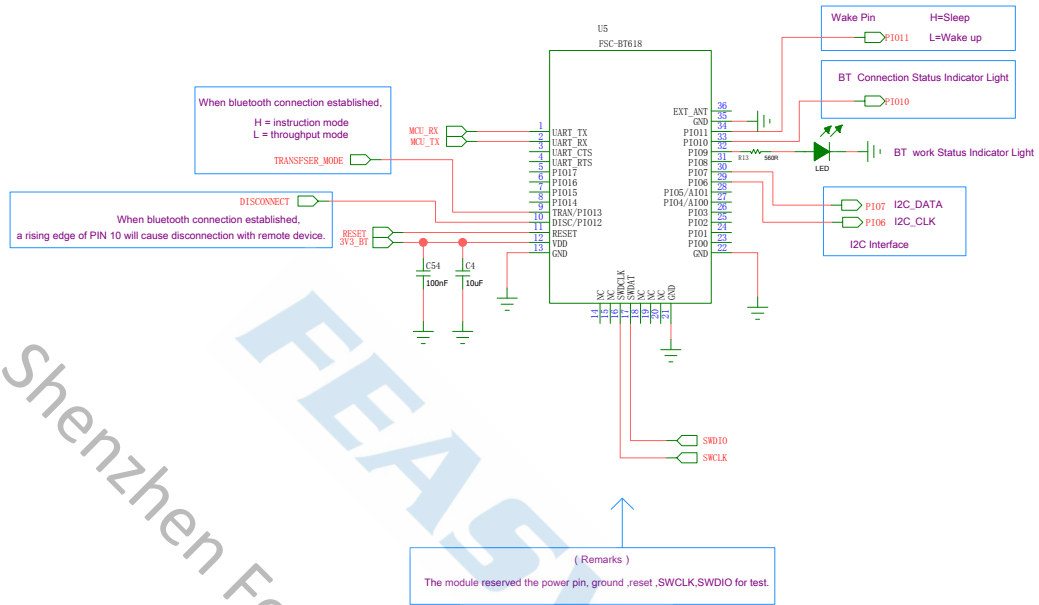 Wake Pin H=Sleep
PIO11 L=Wake up
BT Connection Status Indicator Light
PIO10
U5
FSC-BT618
When bluetooth connection established,
H = instruction mode
L = throughput mode
TRANSFSER_MODE
MCU_RX
MCU_TX
DISCONNECT
When bluetooth connection established,
a rising edge of PIN 10 will cause disconnection with remote device.
RESET
3V3_BT
C54
100nF
C4
10uF
1 UART_TX
2 UART_RX
3 UART_CTS
4 UART_RTS
5 PIO17
6 PIO16
7 PIO15
8 PIO14
9 TRAN/PIO13
10 DISC/PIO12
11 RESET
12 VDD
13 GND
EXT_ANT 36
GND 35
PIO11 34
PIO10 33
PIO9 32
PIO8 31
PIO7 30
PIO6 29
PIO5/AIO1 28
PIO4/AIO0 27
PIO3 26
PIO2 25
PIO1 24
PIO0 23
GND 22
NC 14
NC 15
SWDCLK 16
SWDAT 17
NC 18
NC 19
NC 20
GND 21
R13 560R
LED
BT work Status Indicator Light
PIO7 I2C_DATA
PIO6 I2C_CLK
I2C Interface
SWDIO
SWCLK
( Remarks )
The module reserved the power pin, ground ,reset ,SWCLK,SWDIO for test.
Shenzhen
FEASY